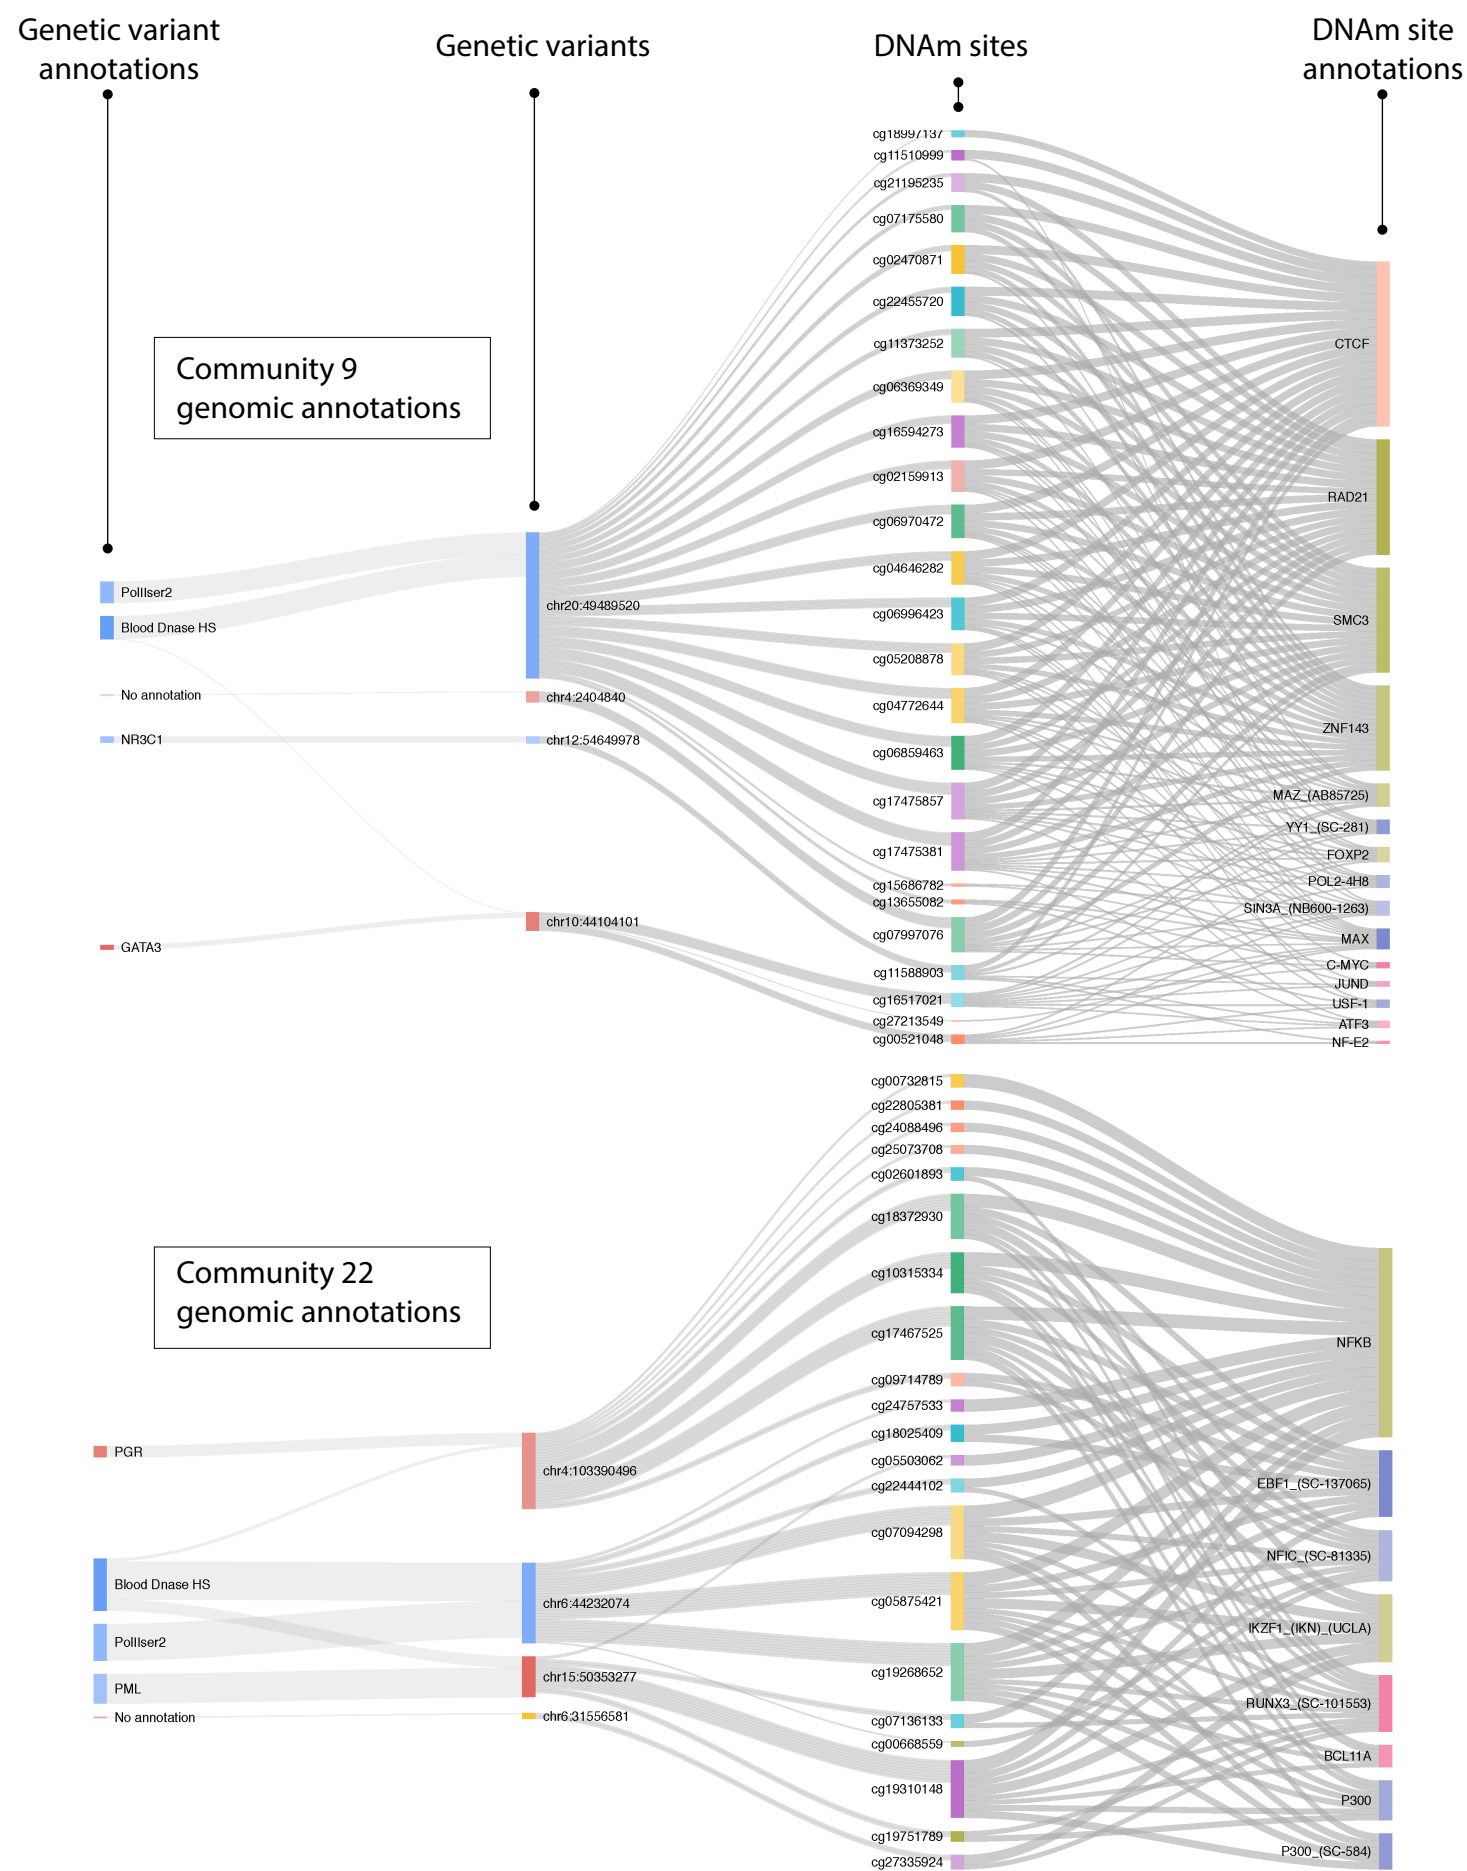 Genetic variant
annotations
Genetic variants
DNAm sites
DNAm site
annotations
Community 9
genomic annotations
PolIIser2
Blood Dnase HS
No annotation
NR3C1
GATA3
chr20:49489520
chr4:2404840
chr12:54649978
chr10:44104101
cg18997137
cg11510999
cg21195235
cg07175580
cg02470871
cg22455720
cg11373252
cg06369349
cg16594273
cg02159913
cg06970472
cg04646282
cg06996423
cg05208878
cg04772644
cg06859463
cg17475857
cg17475381
cg15686782
cg13655082
cg07997076
cg11588903
cg16517021
cg27213549
cg00521048
CTCF
RAD21
SMC3
ZNF143
MAZ_(AB85725)
YY1_(SC-281)
FOXP2
POL2-4H8
SIN3A_(NB600-1263)
MAX
C-MYC
JUND
USF-1
ATF3
NF-E2
Community 22
genomic annotations
PGR
Blood Dnase HS
PolIIser2
PML
No annotation
chr4:103390496
chr6:44232074
chr15:50353277
chr6:31556581
cg00732815
cg22805381
cg24088496
cg25073708
cg02601893
cg18372930
cg10315334
cg17467525
cg09714789
cg24757533
cg18025409
cg05503062
cg22444102
cg07094298
cg05875421
cg19268652
cg07136133
cg00668559
cg19310148
cg19751789
cg27335924
NFKB
EBF1_(SC-137065)
NFIC_(SC-81335)
IKZF1_(IKN)_(UCLA)
RUNX3_(SC-101553)
BCL11A
P300
P300_(SC-584)